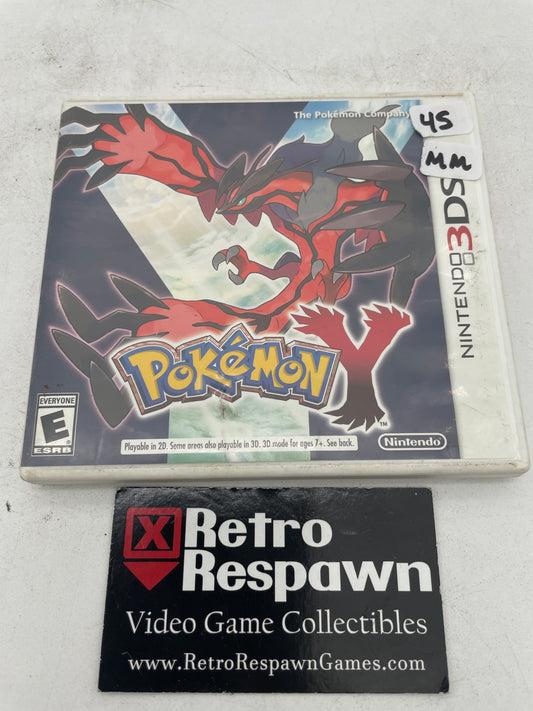 The Pokémon Company
45
MM
NINTENDO 3DS
POKéMON Y
TM
EVERYONE
E
ESRB
Playable in 2D. Some areas also playable in 3D. 3D mode for ages 7+. See back.
Nintendo
X Retro
Respawn
Video Game Collectibles
www.RetroRespawnGames.com